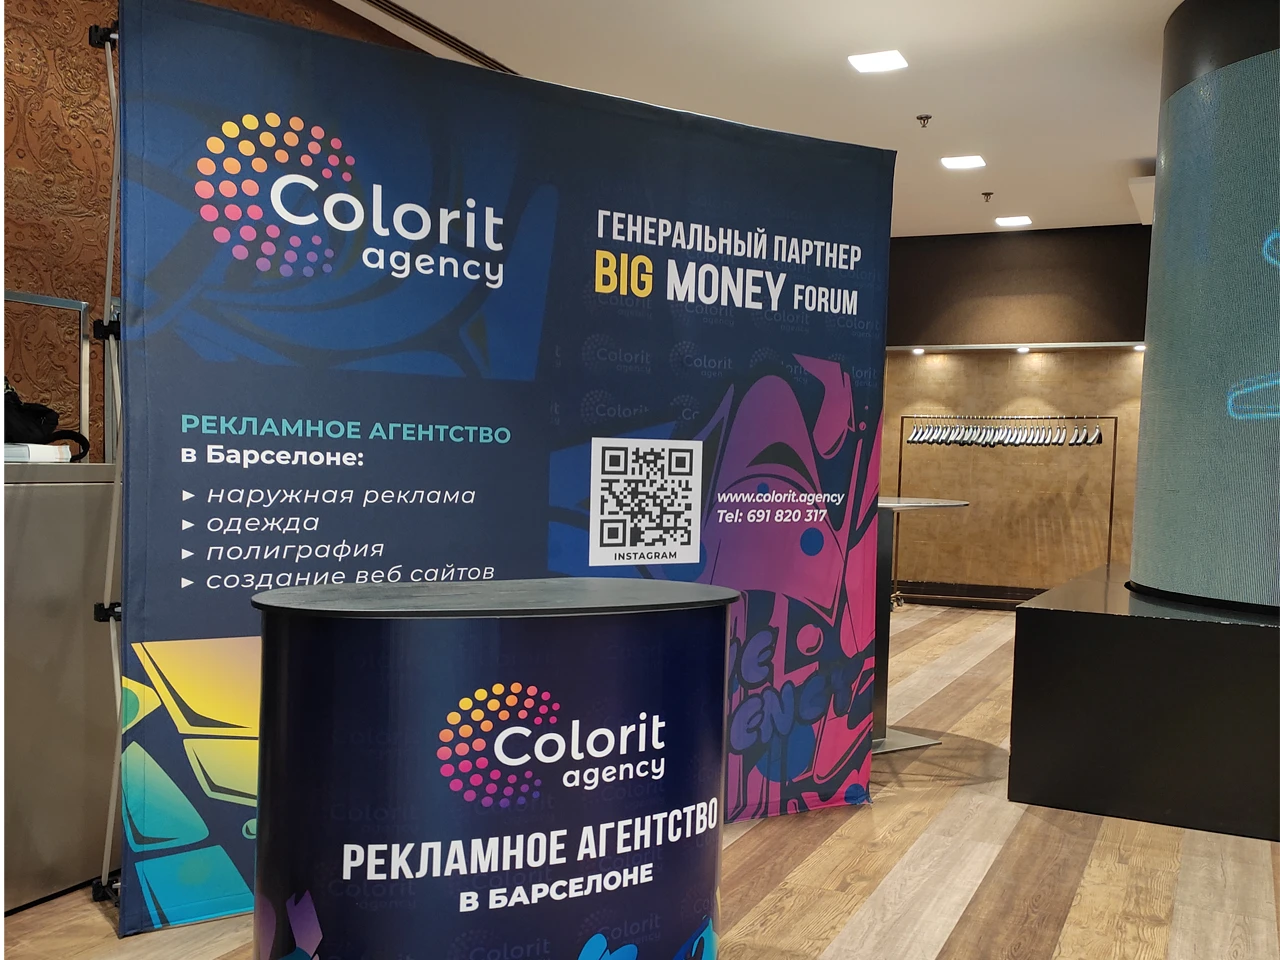 Colorit
agency
ГЕНЕРАЛЬНЫЙ ПАРТНЕР
BIG MONEY FORUM
РЕКЛАМНОЕ АГЕНТСТВО
в Барселоне:
▸ наружная реклама
▸ одежда
▸ полиграфия
▸ создание веб сайтов
INSTAGRAM
www.colorit.agency
Tel: 691 820 317
Colorit
agency
РЕКЛАМНОЕ АГЕНТСТВО
В БАРСЕЛОНЕ